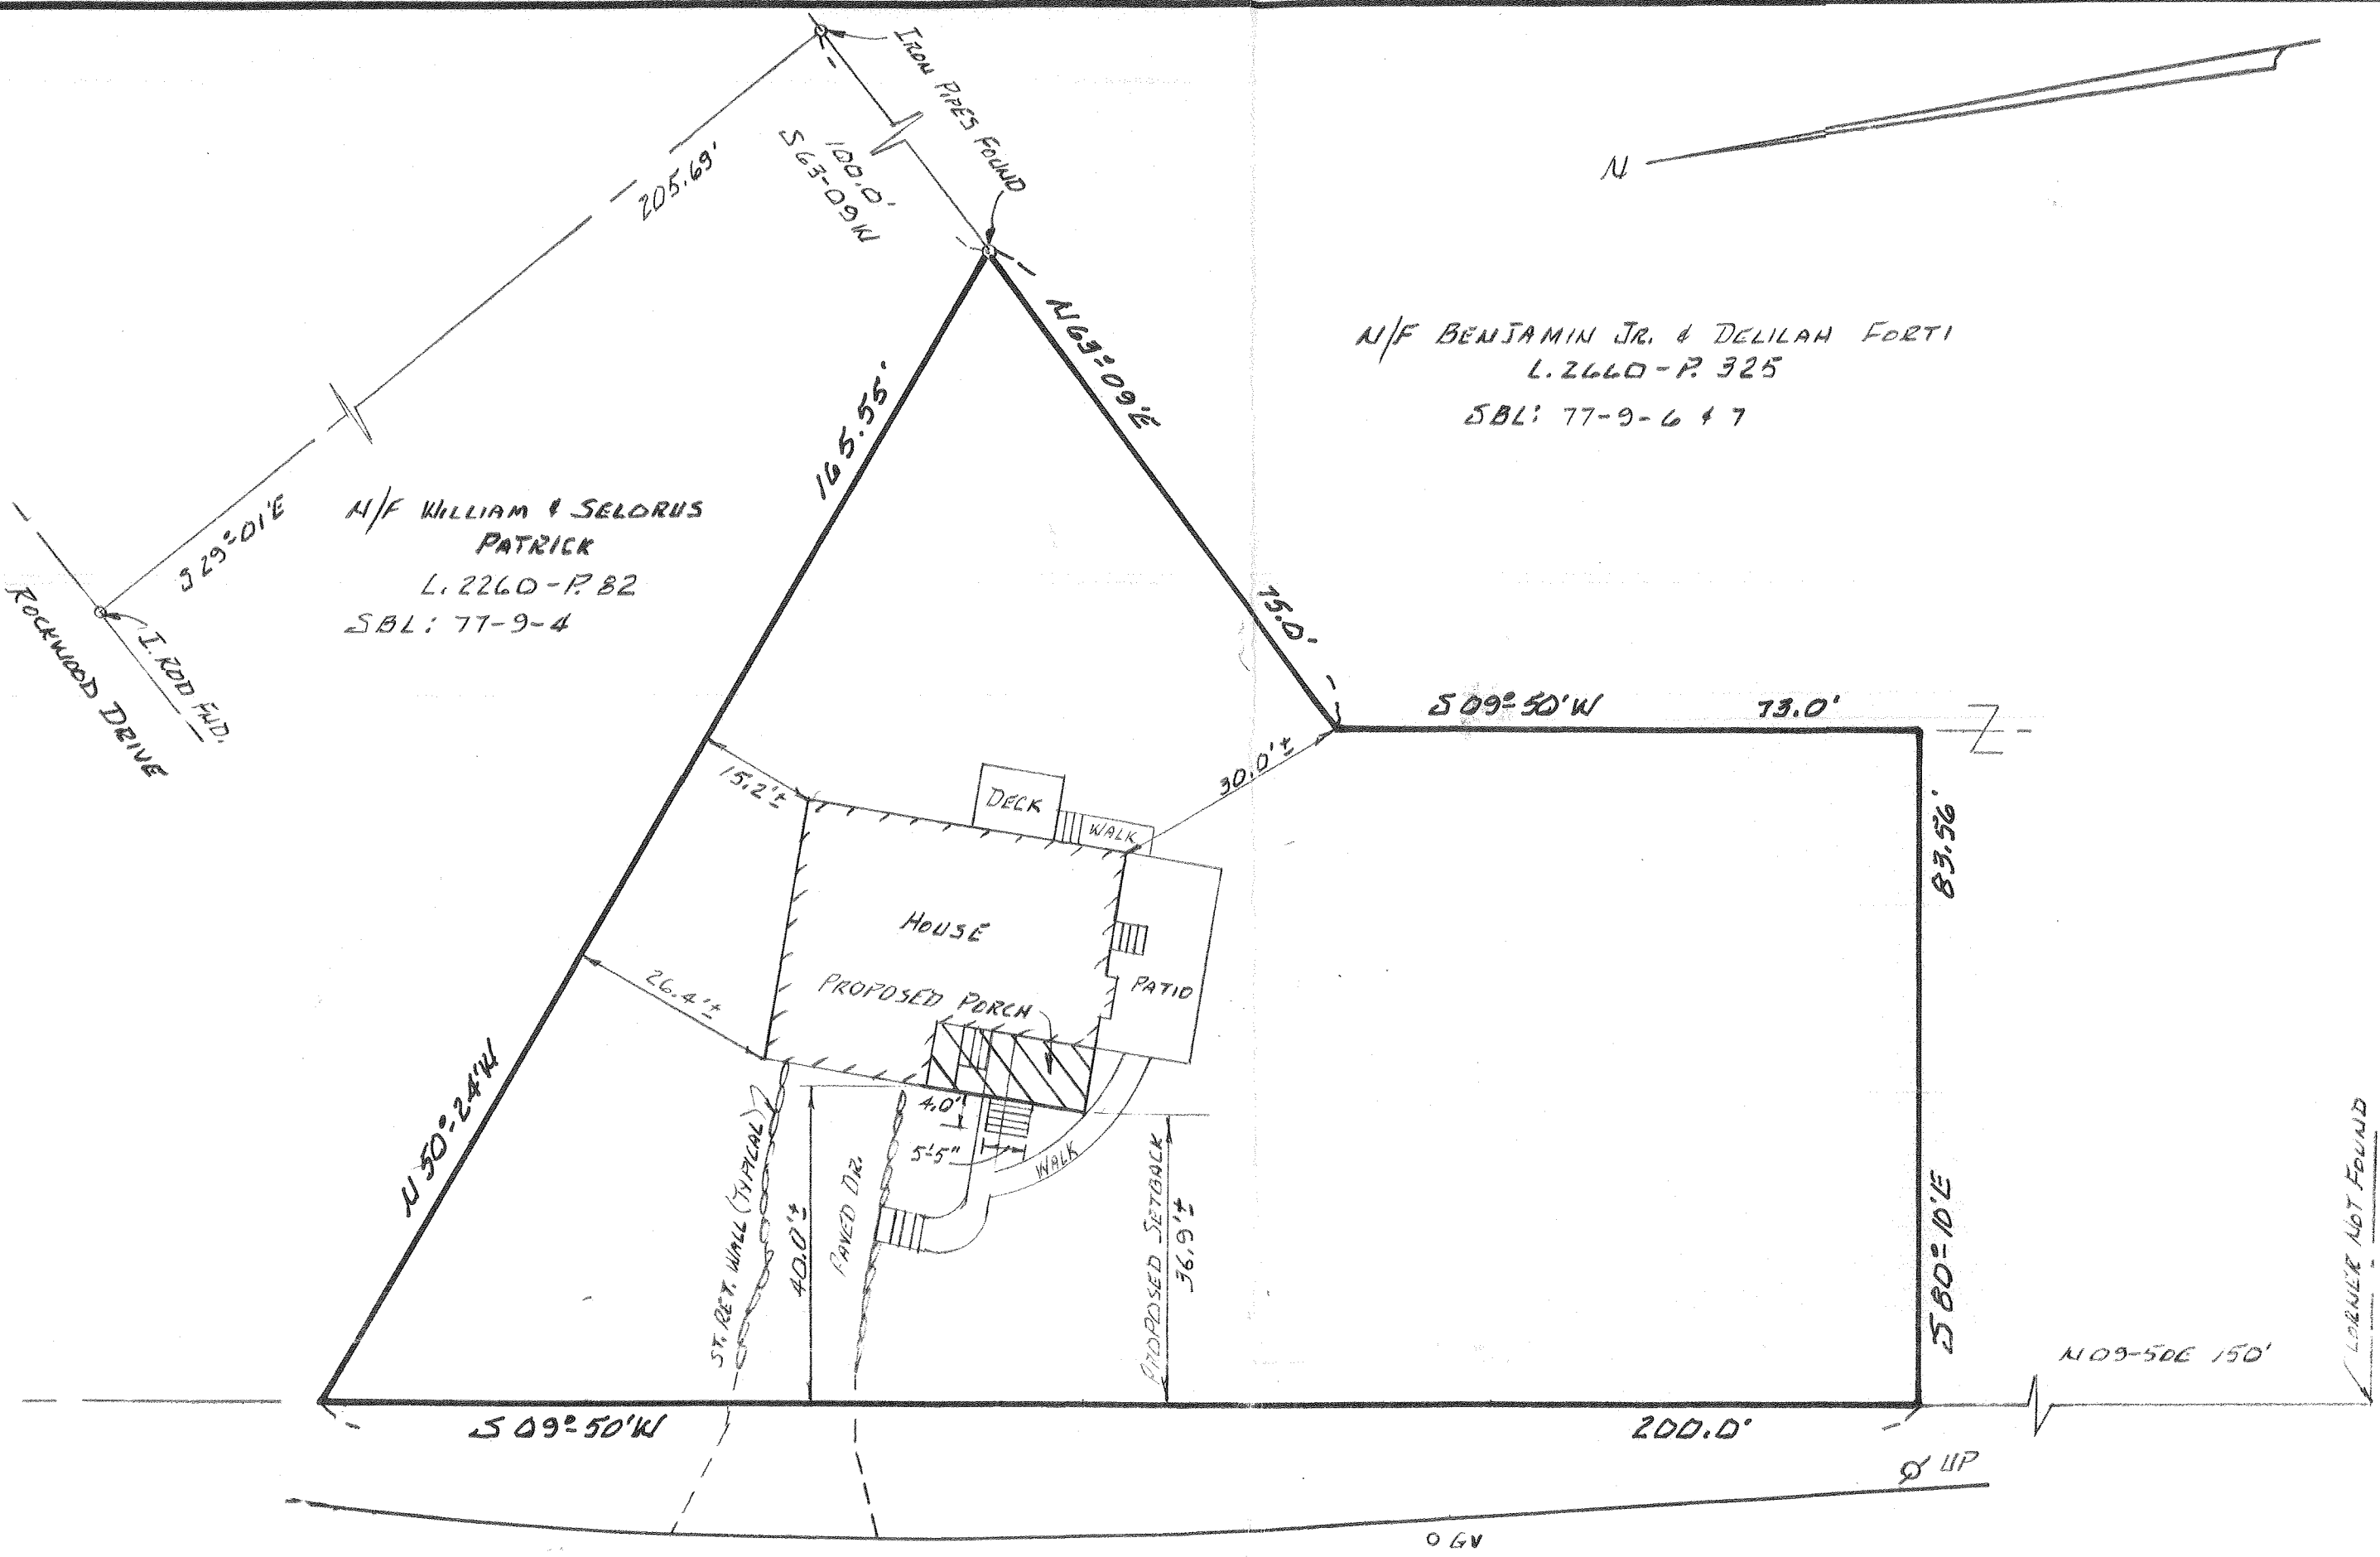 IRON PIPES FOUND
205.69'
100.0'
S 63-09W
N
N 63°-09'E
N/F BENJAMIN JR. & DELILAH FORTI
L. 2660 - P. 325
SBL: 77-9-6 & 7
165.55'
N/F WILLIAM & SELORUS
PATRICK
L. 2260 - P. 82
SBL: 77-9-4
S 29°-01'E
I. ROD FND.
ROCKWOOD DRIVE
75.0'
S 09°-50'W 73.0'
15.2'±
30.0'±
DECK
WALK
83.56'
HOUSE
PROPOSED PORCH
PATIO
26.4'±
N 50°-24'W
4.0'
5'-5"
WALK
ST. RET. WALL (TYPICAL)
40.0'±
PAVED DR.
PROPOSED SETBACK
36.9'±
S 80°-10'E
CORNER NOT FOUND
N 09-50E 150'
S 09°-50'W
200.0'
UP
GV